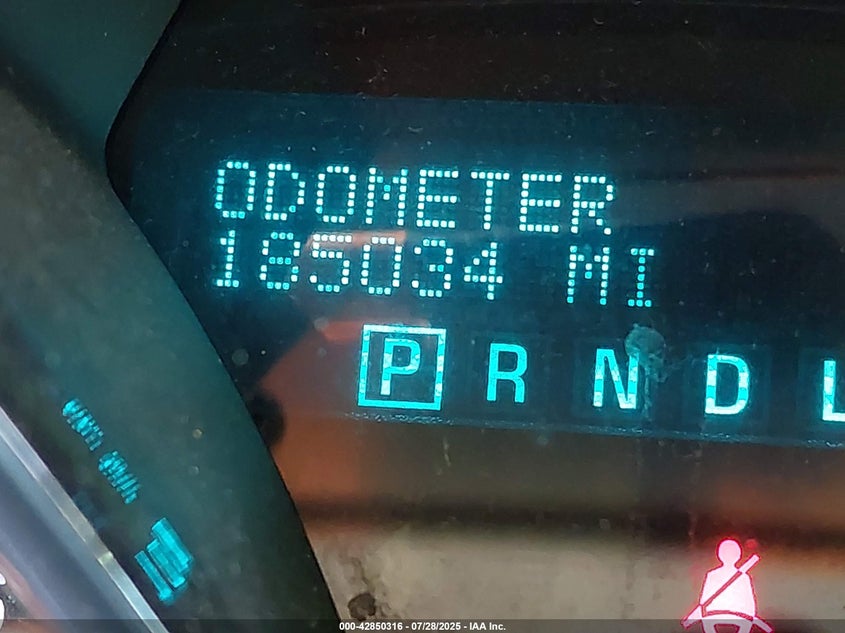 ODOMETER
185034 MI
P R N D L
000-42850316 - 07/28/2025 - IAA Inc.